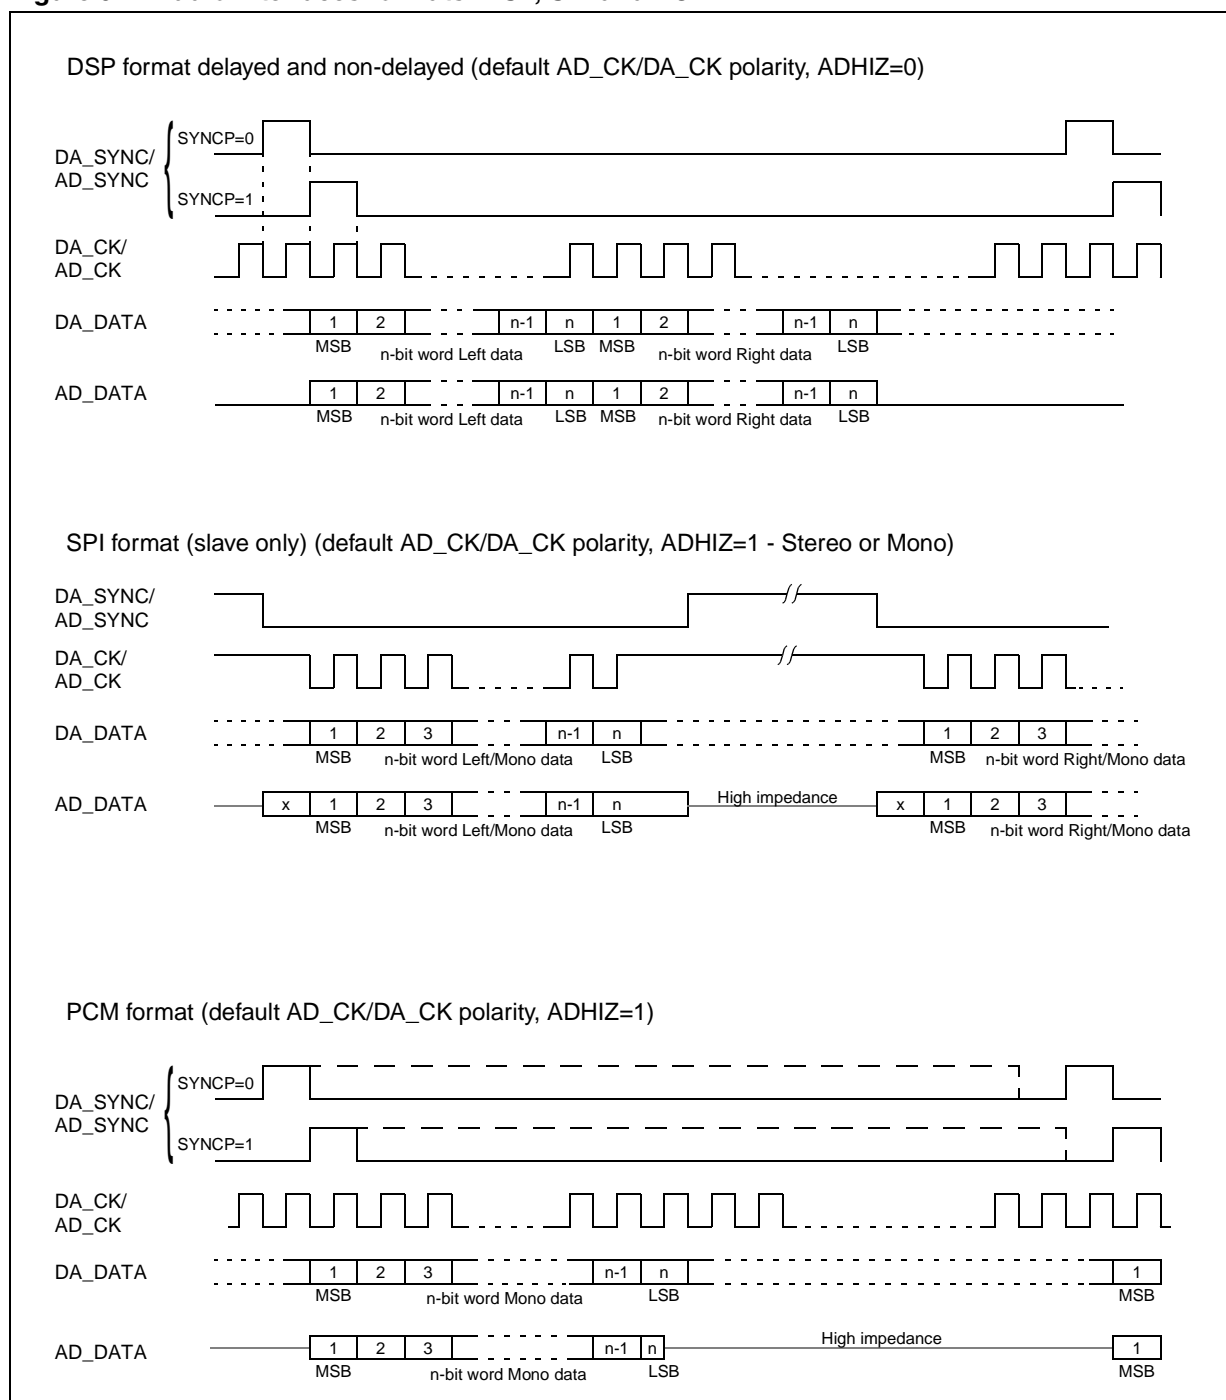 DSP format delayed and non-delayed (default AD_CK/DA_CK polarity, ADHIZ=0)
SYNCP=0
DA_SYNC/
AD_SYNC
SYNCP=1
DA_CK/
AD_CK
DA_DATA 1 2 n-1 n 1 2 n-1 n
MSB n-bit word Left data LSB MSB n-bit word Right data LSB
AD_DATA 1 2 n-1 n 1 2 n-1 n
MSB n-bit word Left data LSB MSB n-bit word Right data LSB
SPI format (slave only) (default AD_CK/DA_CK polarity, ADHIZ=1 - Stereo or Mono)
DA_SYNC/
AD_SYNC
DA_CK/
AD_CK
DA_DATA 1 2 3 n-1 n 1 2 3
MSB n-bit word Left/Mono data LSB MSB n-bit word Right/Mono data
AD_DATA x 1 2 3 n-1 n High impedance x 1 2 3
MSB n-bit word Left/Mono data LSB MSB n-bit word Right/Mono data
PCM format (default AD_CK/DA_CK polarity, ADHIZ=1)
SYNCP=0
DA_SYNC/
AD_SYNC
SYNCP=1
DA_CK/
AD_CK
DA_DATA 1 2 3 n-1 n 1
MSB n-bit word Mono data LSB MSB
AD_DATA 1 2 3 n-1 n High impedance 1
MSB n-bit word Mono data LSB MSB